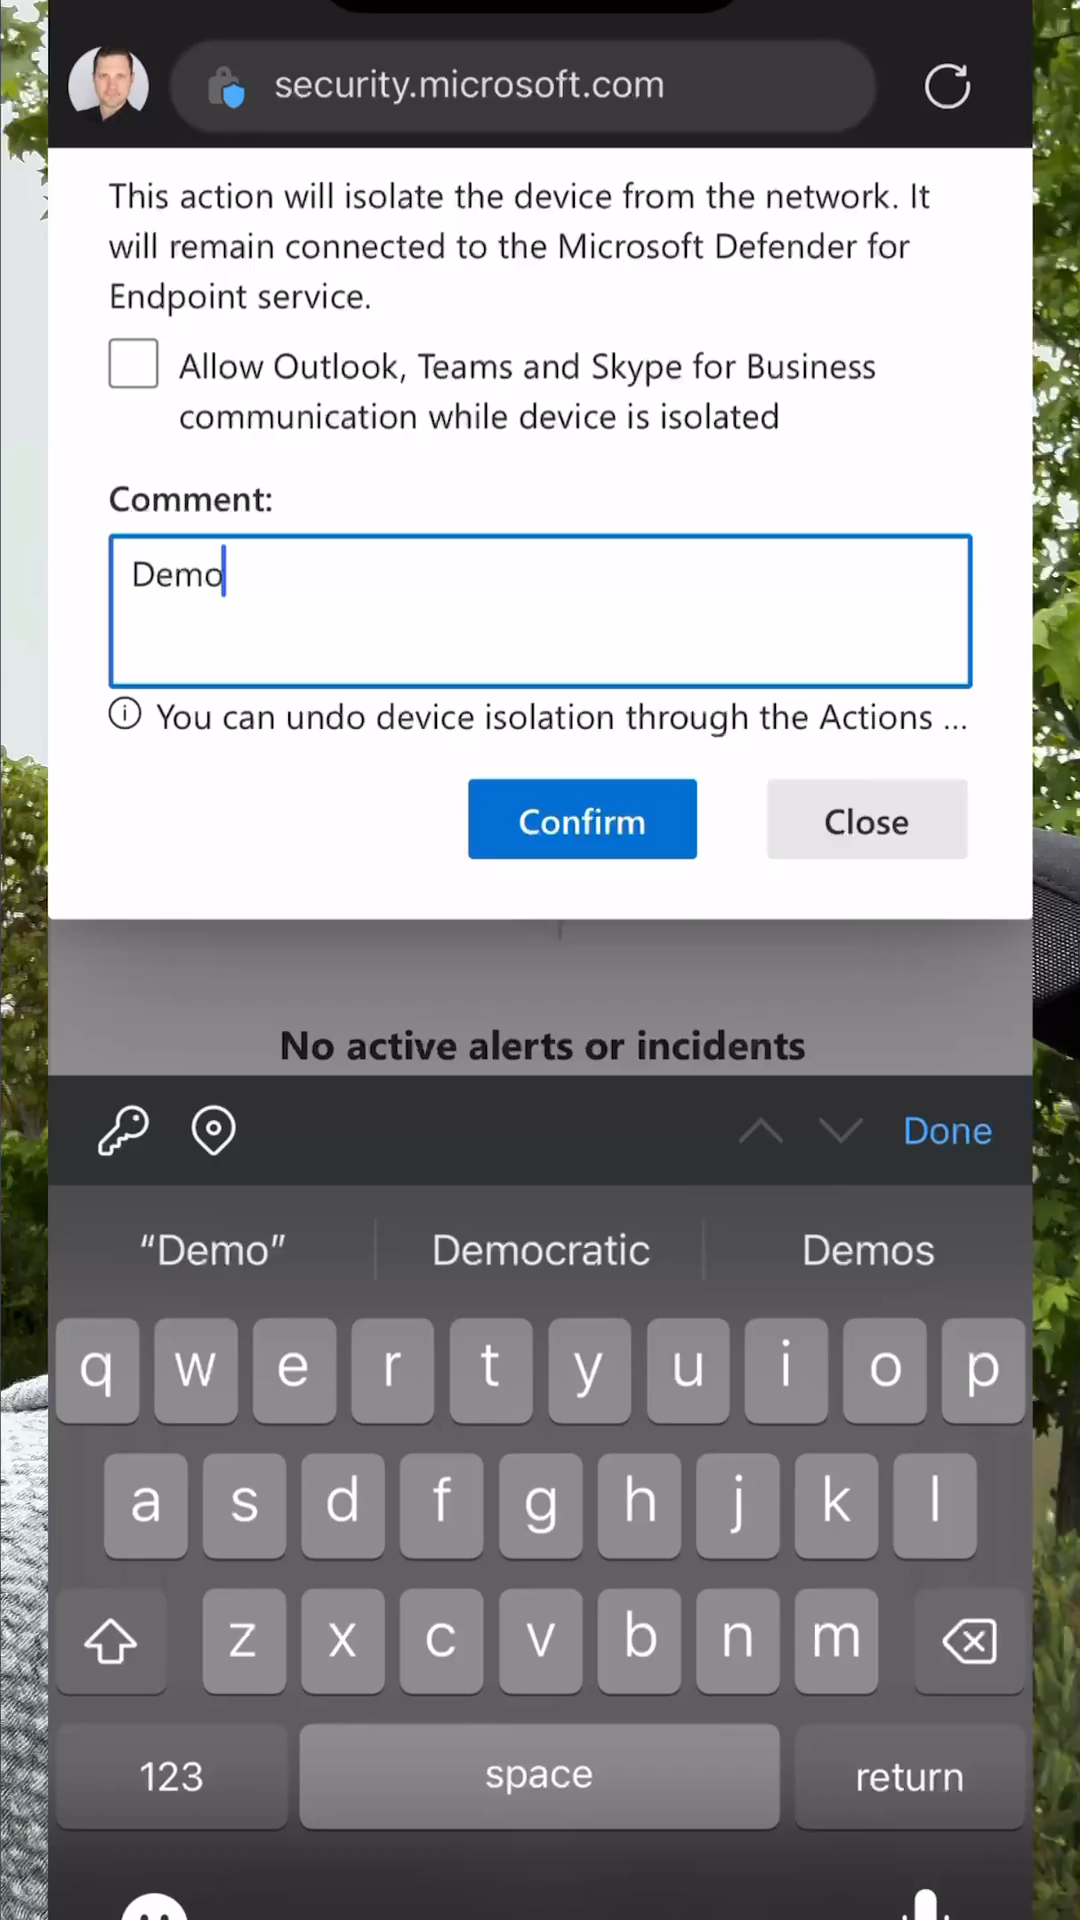 security.microsoft.com
This action will isolate the device from the network. It
will remain connected to the Microsoft Defender for
Endpoint service.
Allow Outlook, Teams and Skype for Business
communication while device is isolated
Comment:
Demo
You can undo device isolation through the Actions ...
Confirm Close
No active alerts or incidents
Done
“Demo” Democratic Demos
q w e r t y u i o p
a s d f g h j k l
z x c v b n m
123 space return